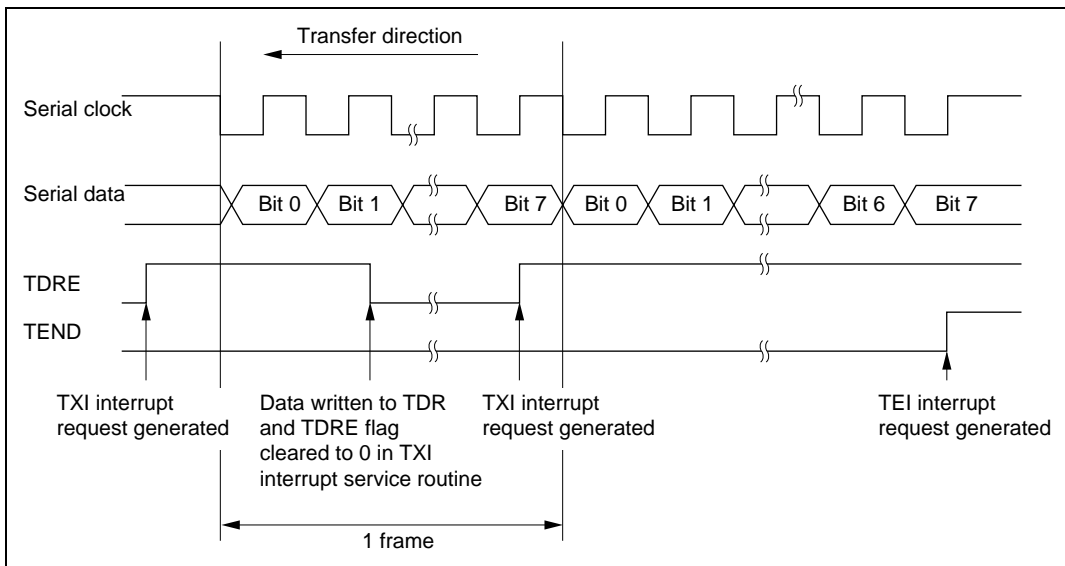 Transfer direction
Serial clock
Serial data
Bit 0
Bit 1
Bit 7
Bit 0
Bit 1
Bit 6
Bit 7
TDRE
TEND
TXI interrupt
request generated
Data written to TDR
and TDRE flag
cleared to 0 in TXI
interrupt service routine
TXI interrupt
request generated
TEI interrupt
request generated
1 frame